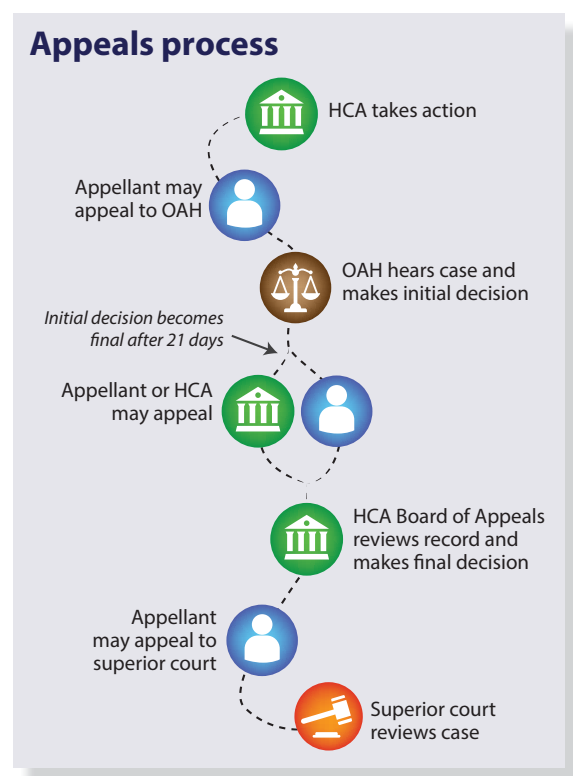 Appeals process
HCA takes action
Appellant may
appeal to OAH
OAH hears case and
makes initial decision
Initial decision becomes
final after 21 days
Appellant or HCA
may appeal
HCA Board of Appeals
reviews record and
makes final decision
Appellant
may appeal to
superior court
Superior court
reviews case